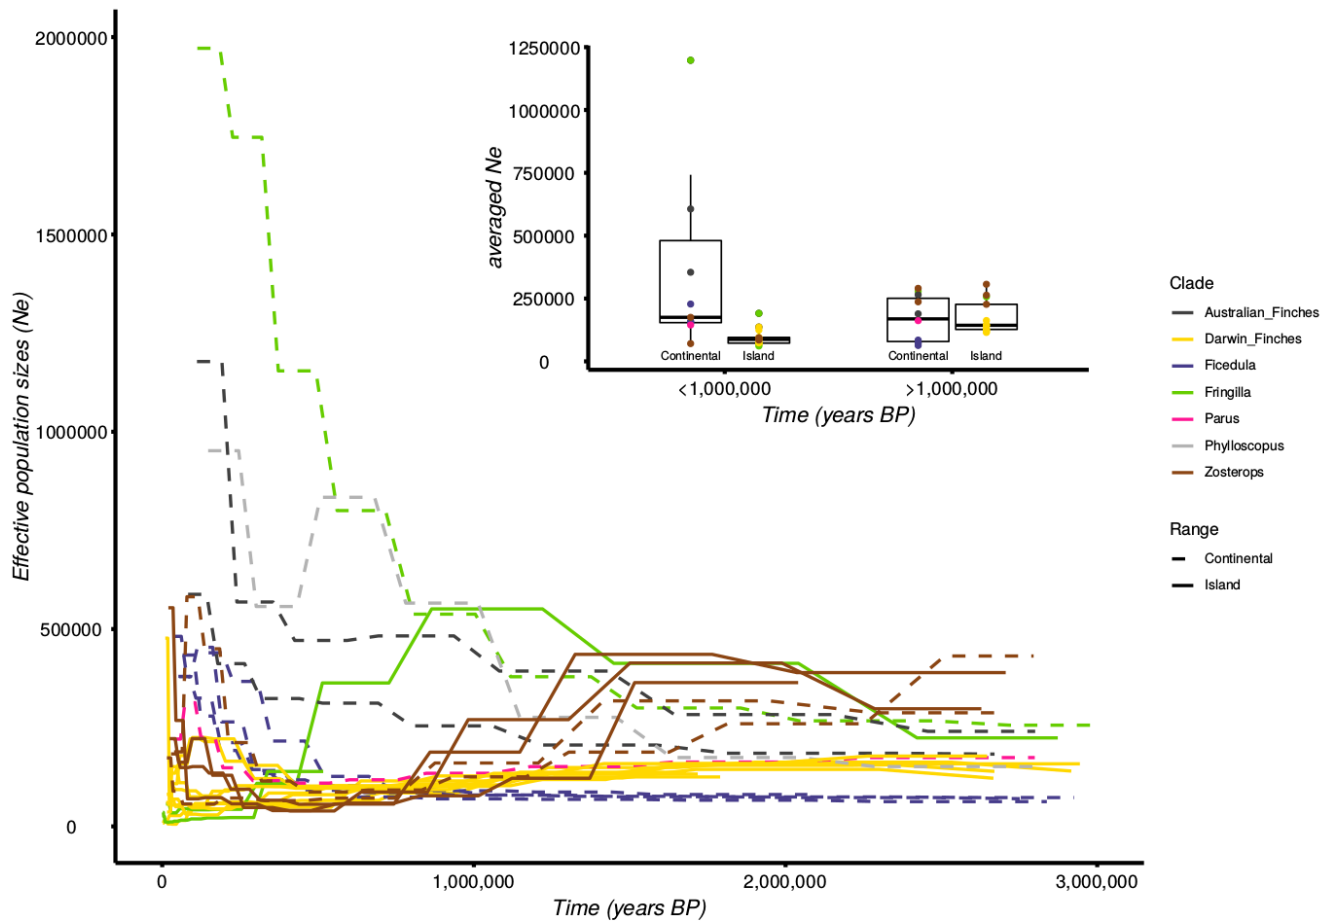 2000000
1500000
1000000
500000
0
Effective population sizes (Ne)
0
1,000,000
2,000,000
3,000,000
Time (years BP)
1250000
1000000
750000
500000
250000
0
averaged Ne
Continental
Island
Continental
Island
<1,000,000
>1,000,000
Time (years BP)
Clade
Australian_Finches
Darwin_Finches
Ficedula
Fringilla
Parus
Phylloscopus
Zosterops
Range
Continental
Island